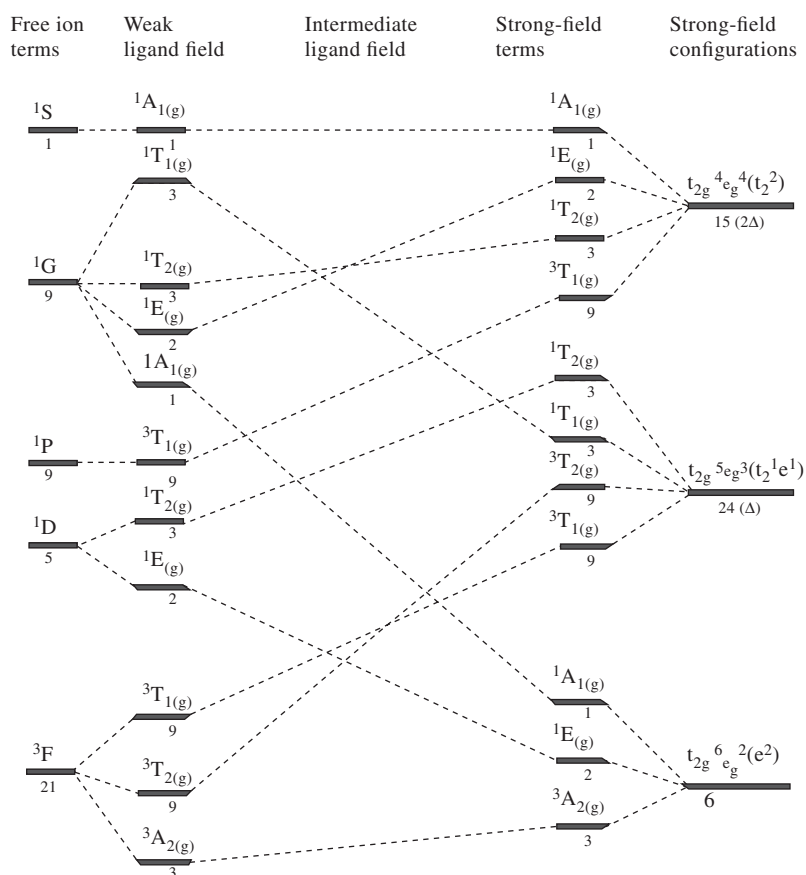 Free ion terms
Weak ligand field
Intermediate ligand field
Strong-field terms
Strong-field configurations
¹S
1
¹G
9
¹P
9
¹D
5
³F
21
¹A₁(g)
1
¹T₁(g)
3
¹T₂(g)
3
¹E(g)
2
1A₁(g)
1
³T₁(g)
9
¹T₂(g)
3
¹E(g)
2
³T₁(g)
9
³T₂(g)
9
³A₂(g)
3
¹A₁(g)
1
¹E(g)
2
¹T₂(g)
3
³T₁(g)
9
¹T₂(g)
3
¹T₁(g)
3
³T₂(g)
9
³T₁(g)
9
¹A₁(g)
1
¹E(g)
2
³A₂(g)
3
t₂g⁴eg⁴(t₂²)
15 (2Δ)
t₂g⁵eg³(t₂¹e¹)
24 (Δ)
t₂g⁶eg²(e²)
6